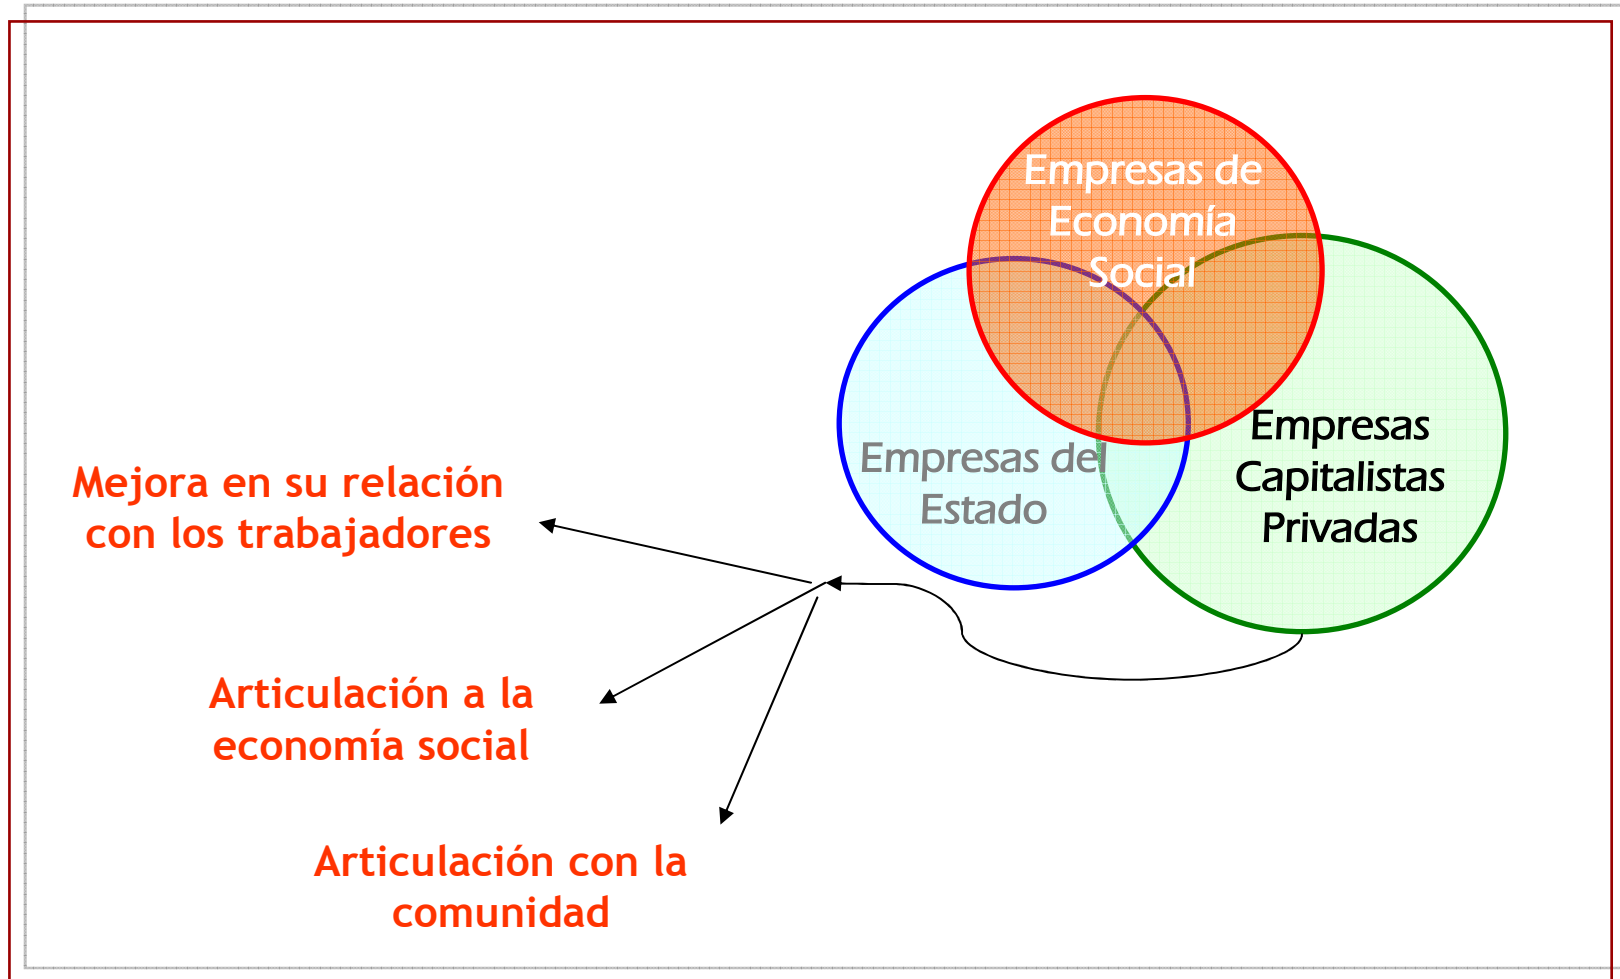 Empresas de
Economía
Social
Empresas del
Estado
Empresas
Capitalistas
Privadas
Mejora en su relación
con los trabajadores
Articulación a la
economía social
Articulación con la
comunidad